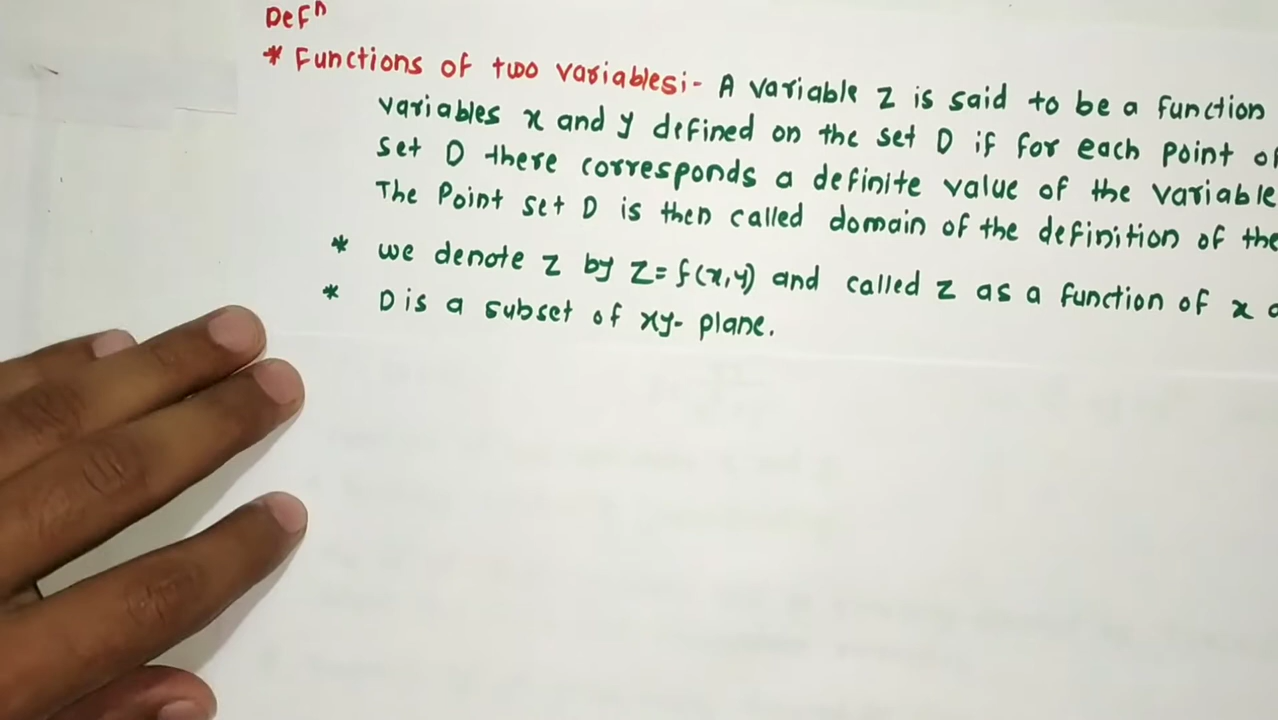 Defⁿ
* Functions of two variables:- A variable z is said to be a function
variables x and y defined on the set D if for each point of
set D there corresponds a definite value of the variable
The Point set D is then called domain of the definition of the
* we denote z by z = f(x,y) and called z as a function of x
* D is a subset of xy-plane.